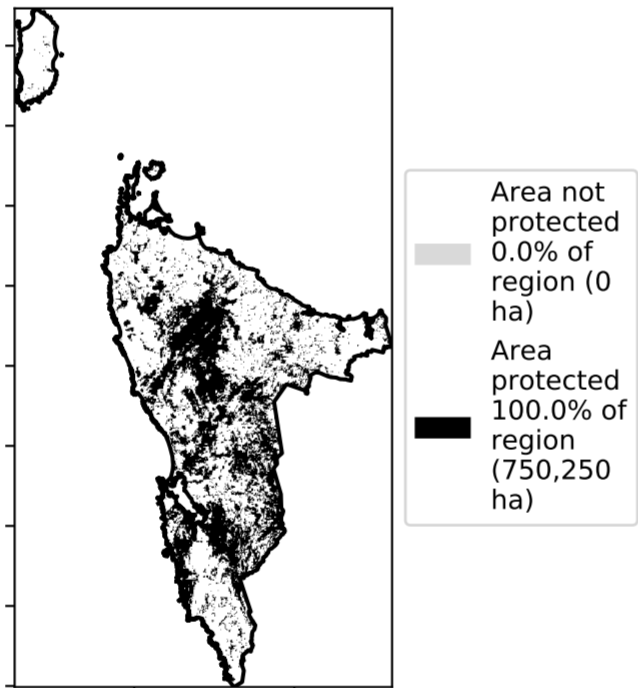 Area not
protected
0.0% of
region (0
ha)
Area
protected
100.0% of
region
(750,250
ha)